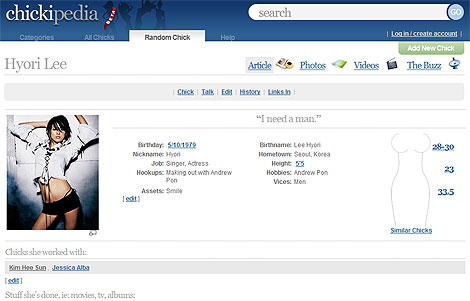 chickipedia
search GO
Categories All Chicks Random Chick Help
| Log in / create account |
Add New Chick
Hyori Lee
Article Photos Videos The Buzz
| Chick | Talk | Edit | History | Links In |
“I need a man.”
Birthday: 5/10/1979
Nickname: Hyori
Job: Singer, Actress
Hookups: Making out with Andrew
Pon
Assets: Smile
[ edit ]
Birthname: Lee Hyori
Hometown: Seoul, Korea
Height: 5'5
Hobbies: Andrew Pon
Vices: Men
28-30
23
33.5
Similar Chicks
Chicks she worked with:
Kim Hee Sun , Jessica Alba
[ edit ]
Stuff she's done, ie: movies, tv, albums: